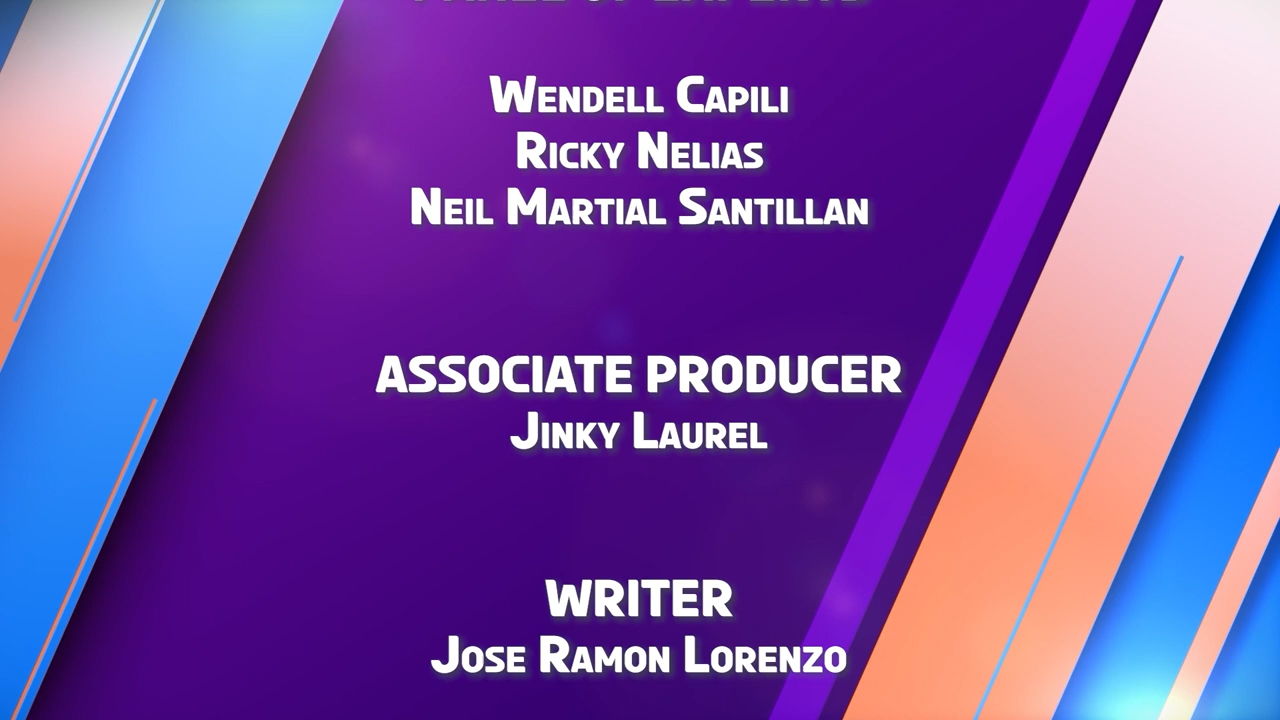 Wendell Capili
Ricky Nelias
Neil Martial Santillan
ASSOCIATE PRODUCER
Jinky Laurel
WRITER
Jose Ramon Lorenzo